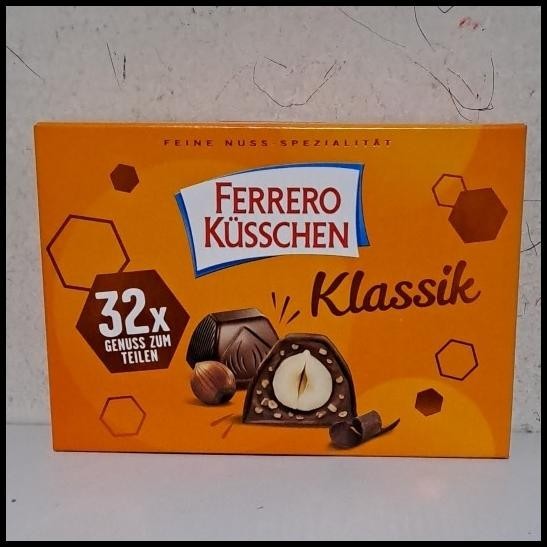 FEINE NUSS-SPEZIALITÄT
FERRERO
KÜSSCHEN
Klassik
32x
GENUSS ZUM
TEILEN